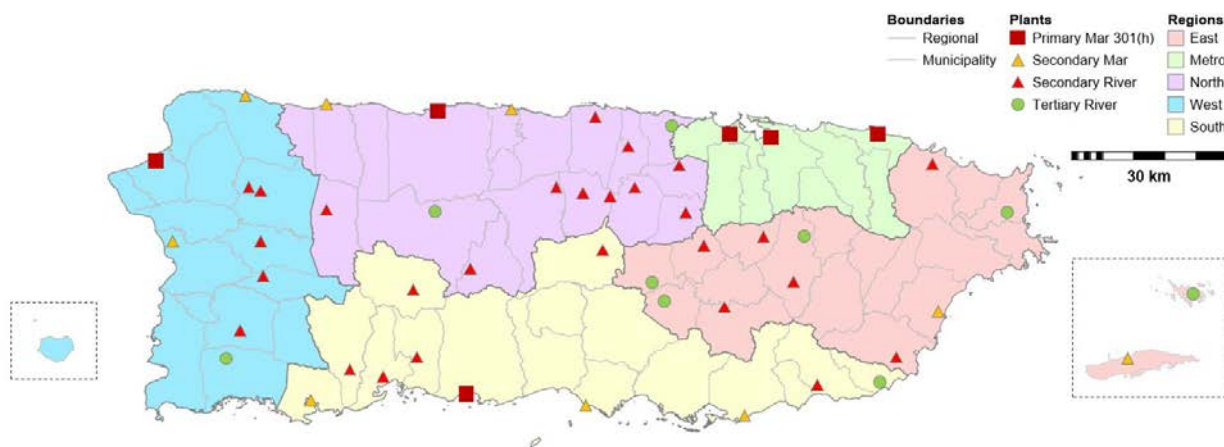 Boundaries
Regional
Municipality
Plants
Primary Mar 301(h)
Secondary Mar
Secondary River
Tertiary River
Regions
East
Metro
North
West
South
30 km